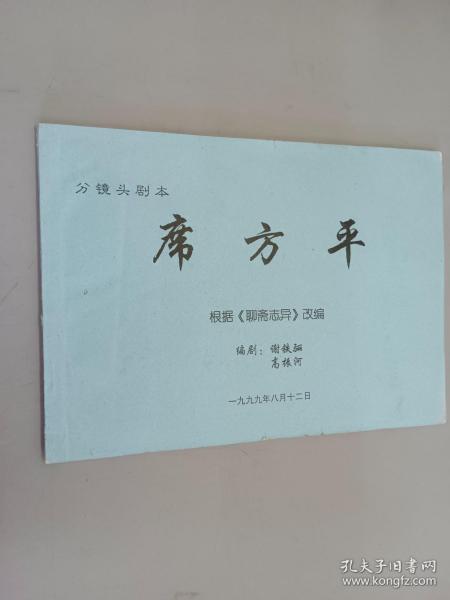 分镜头剧本
席方平
根据《聊斋志异》改编
编剧：谢铁骊
高振河
一九九九年八月十二日
孔夫子旧书网
www.kongfz.com